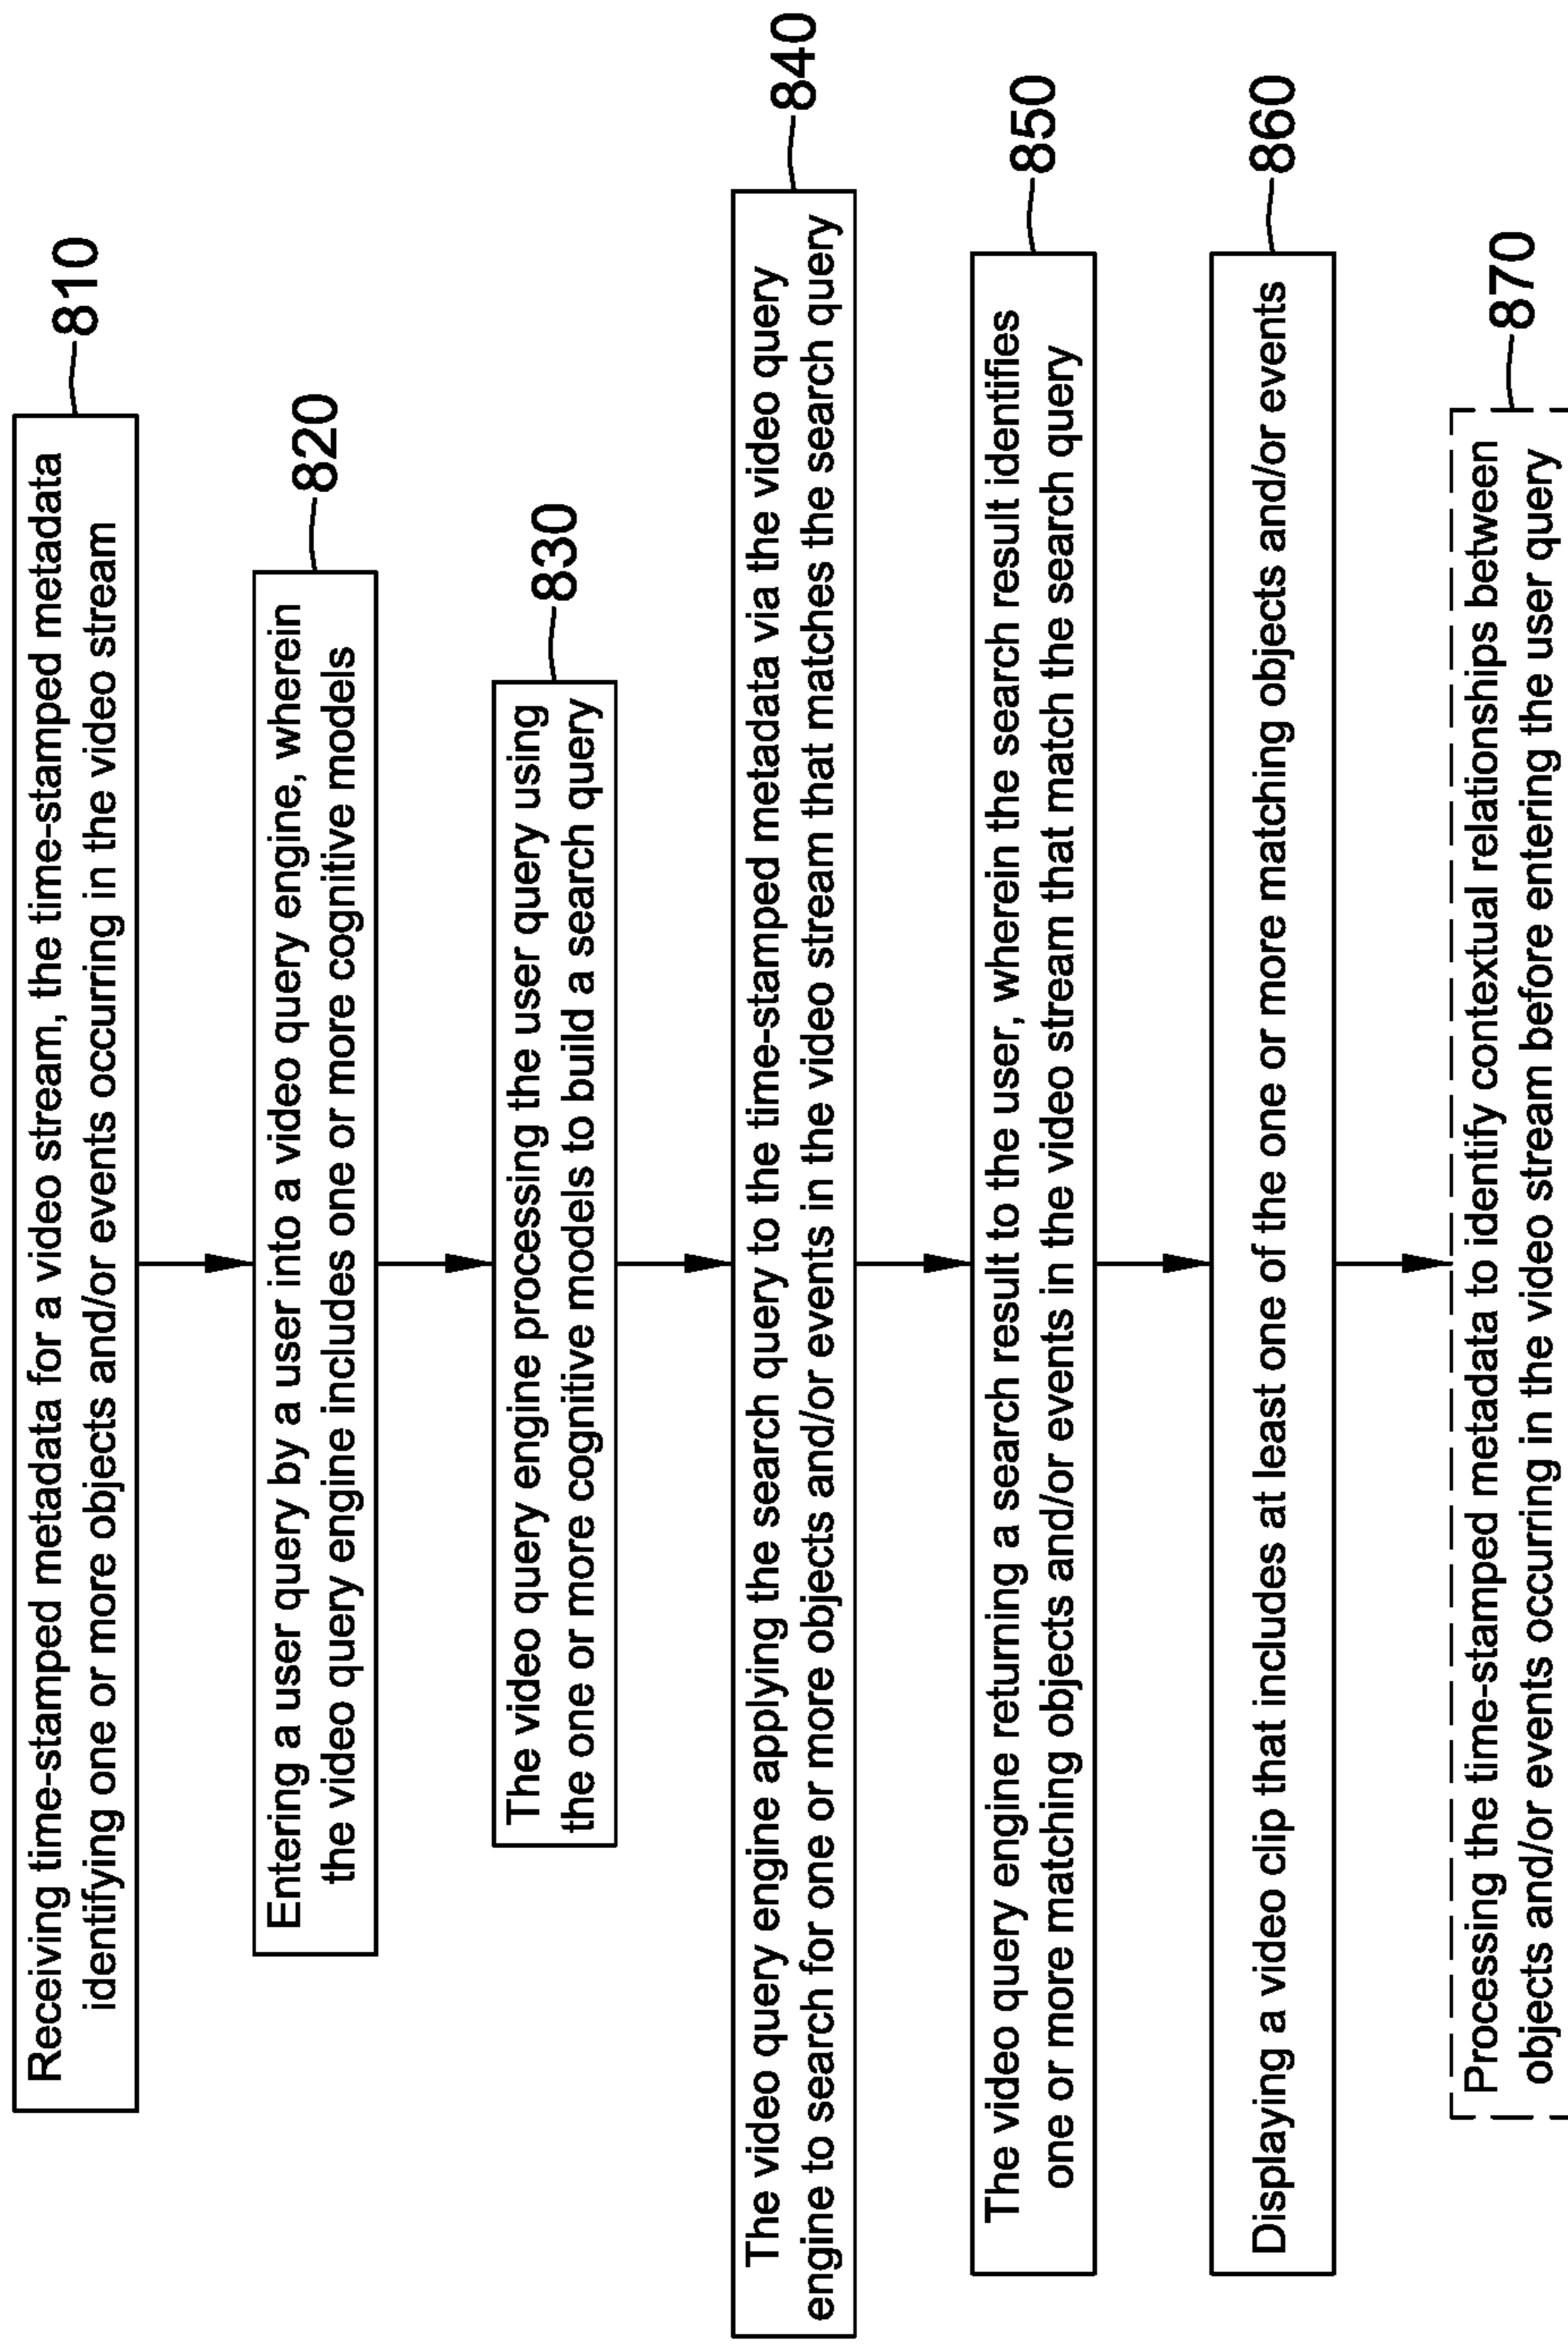 Receiving time-stamped metadata for a video stream, the time-stamped metadata
identifying one or more objects and/or events occurring in the video stream
810
Entering a user query by a user into a video query engine, wherein
the video query engine includes one or more cognitive models
820
The video query engine processing the user query using
the one or more cognitive models to build a search query
830
The video query engine applying the search query to the time-stamped metadata via the video query
engine to search for one or more objects and/or events in the video stream that matches the search query
840
The video query engine returning a search result to the user, wherein the search result identifies
one or more matching objects and/or events in the video stream that match the search query
850
Displaying a video clip that includes at least one of the one or more matching objects and/or events
860
Processing the time-stamped metadata to identify contextual relationships between
objects and/or events occurring in the video stream before entering the user query
870